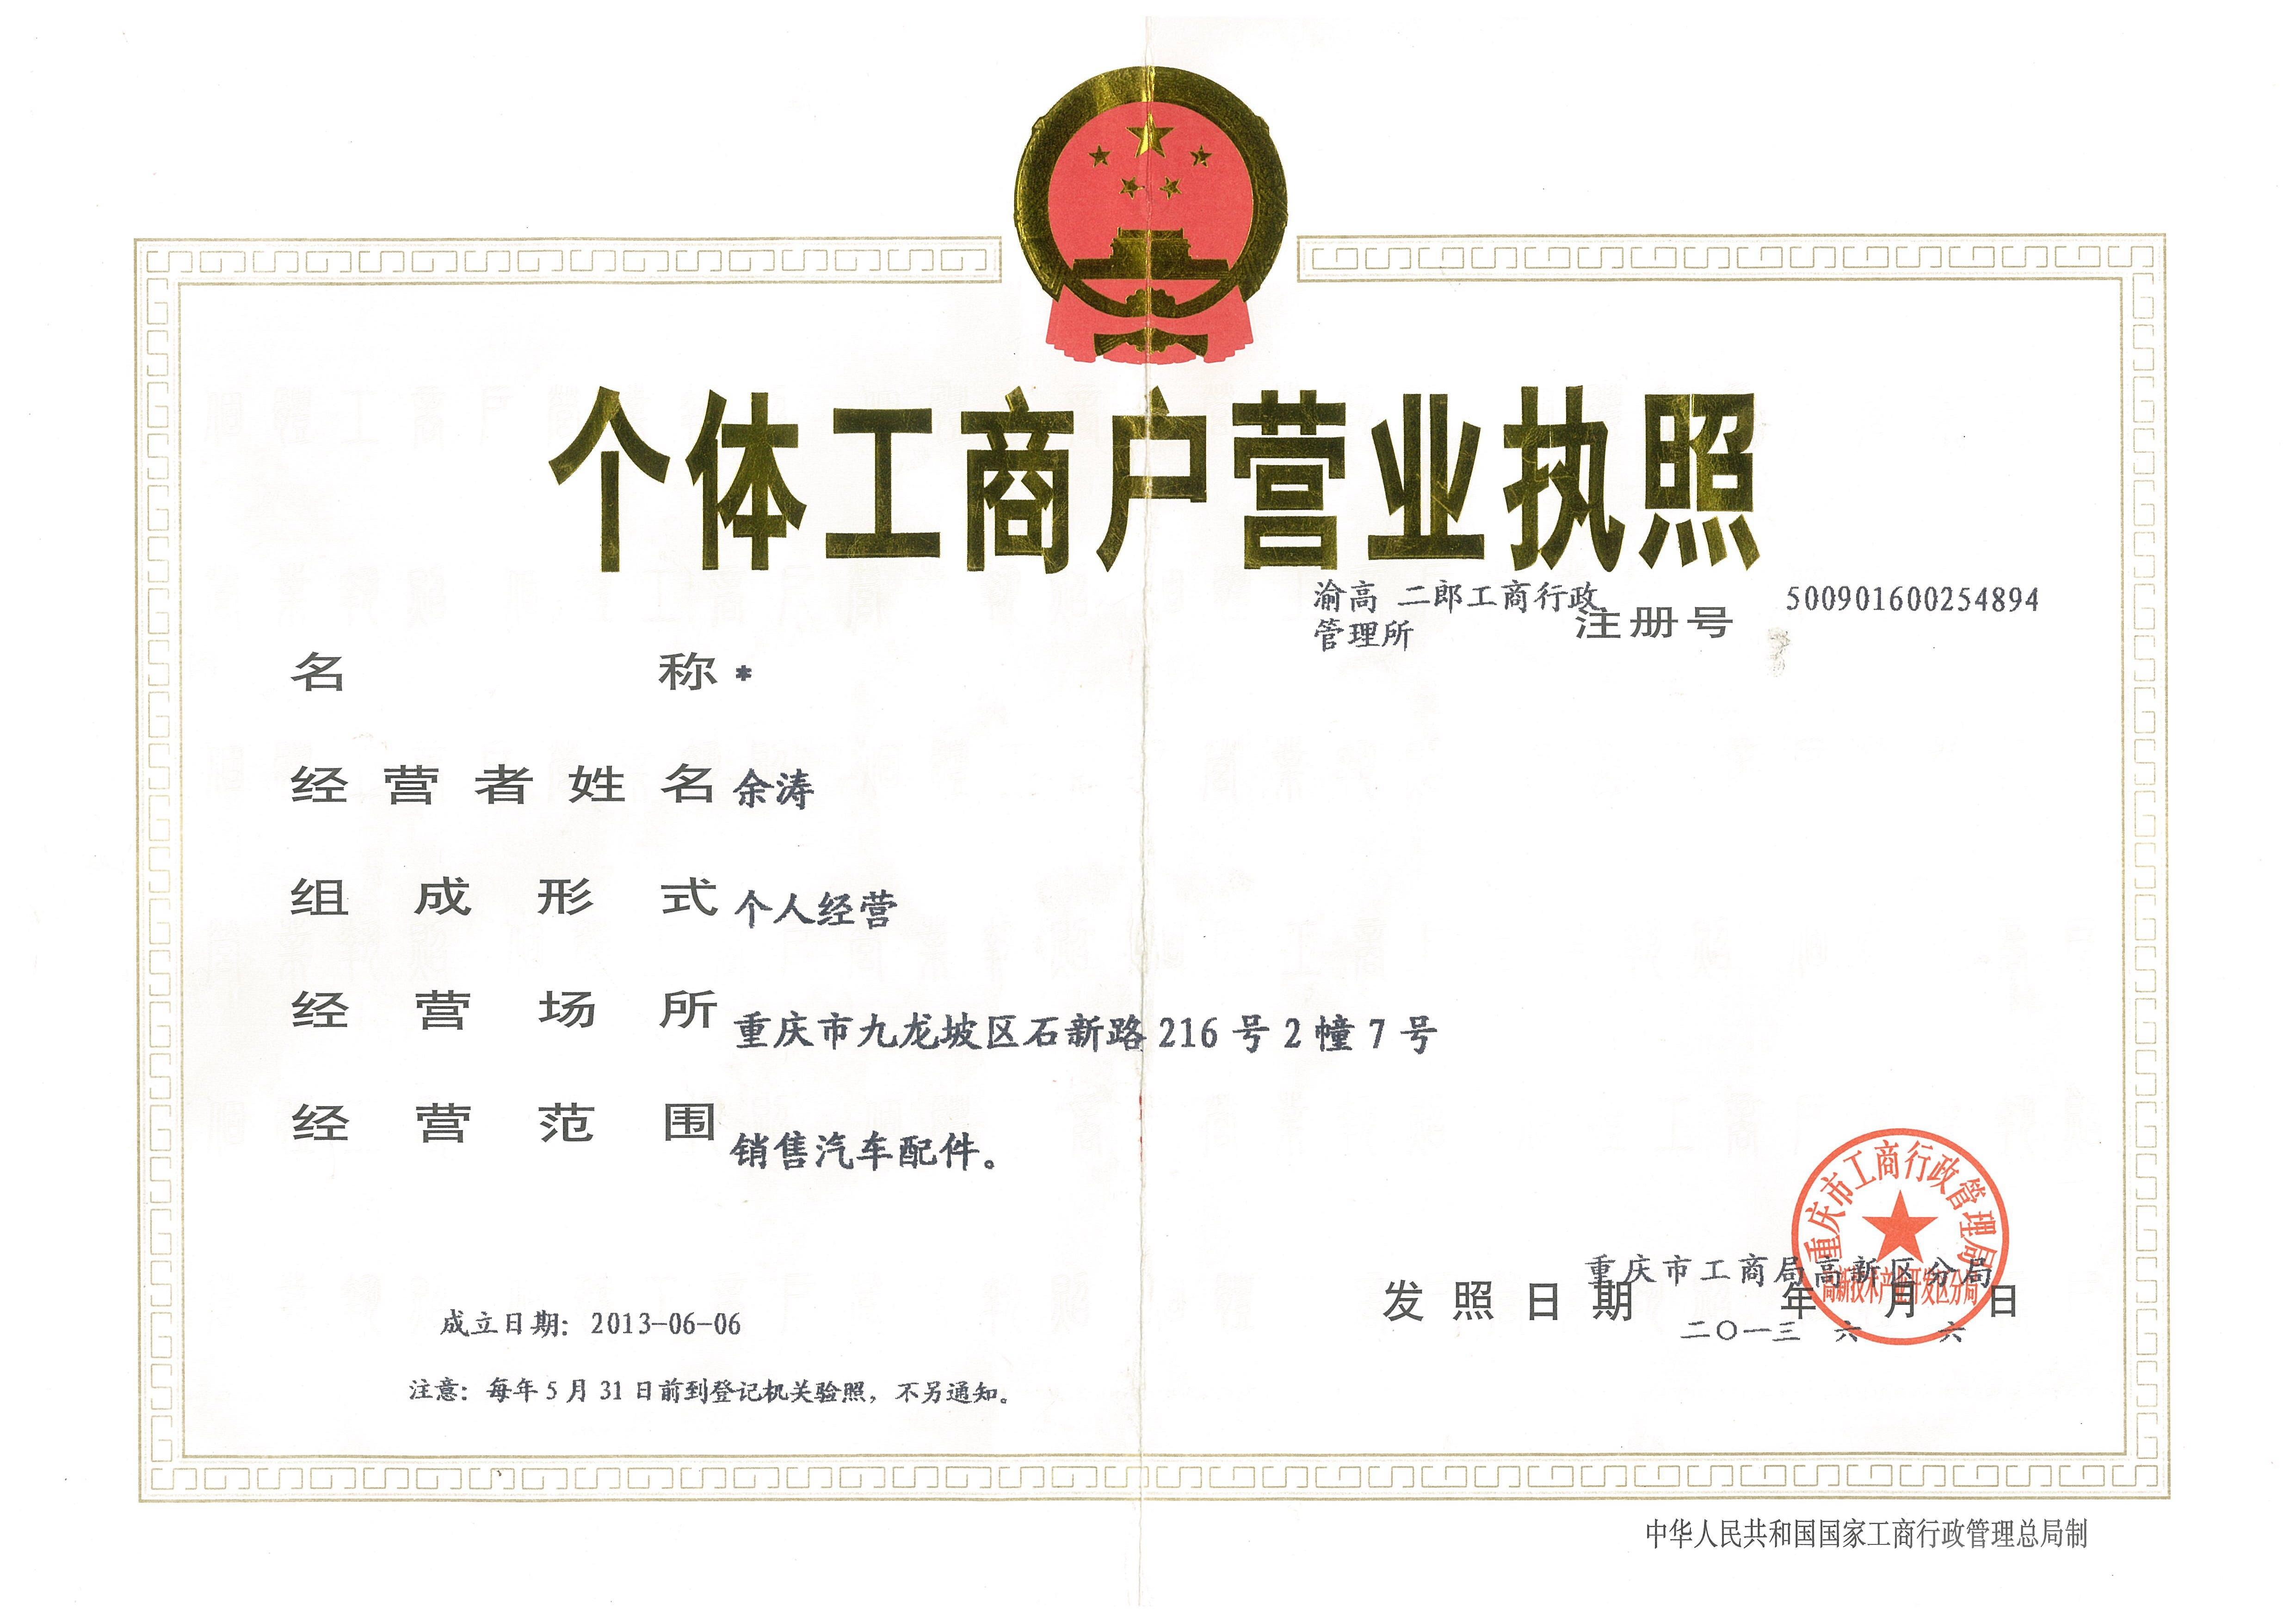 个体工商户营业执照
渝高 二郎工商行政
管理所
注册号 500901600254894
名称 *
经营者姓名 余涛
组成形式 个人经营
经营场所 重庆市九龙坡区石新路 216 号 2 幢 7 号
经营范围 销售汽车配件。
重庆市工商行政管理局
高新技术产业开发区分局
重庆市工商局高新区分局
发照日期 年 月 日
二〇一三 六 六
成立日期: 2013-06-06
注意: 每年 5 月 31 日前到登记机关验照, 不另通知。
中华人民共和国国家工商行政管理总局制